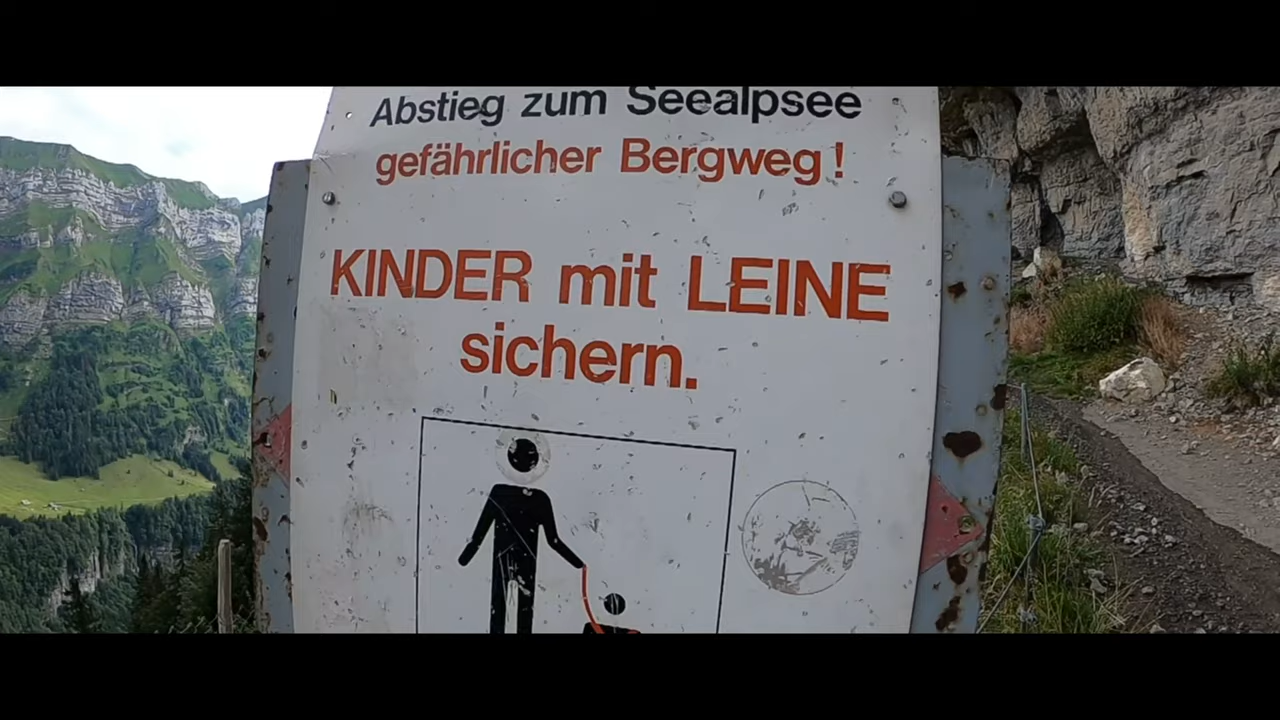 Abstieg zum Seealpsee
gefährlicher Bergweg!
KINDER mit LEINE
sichern.